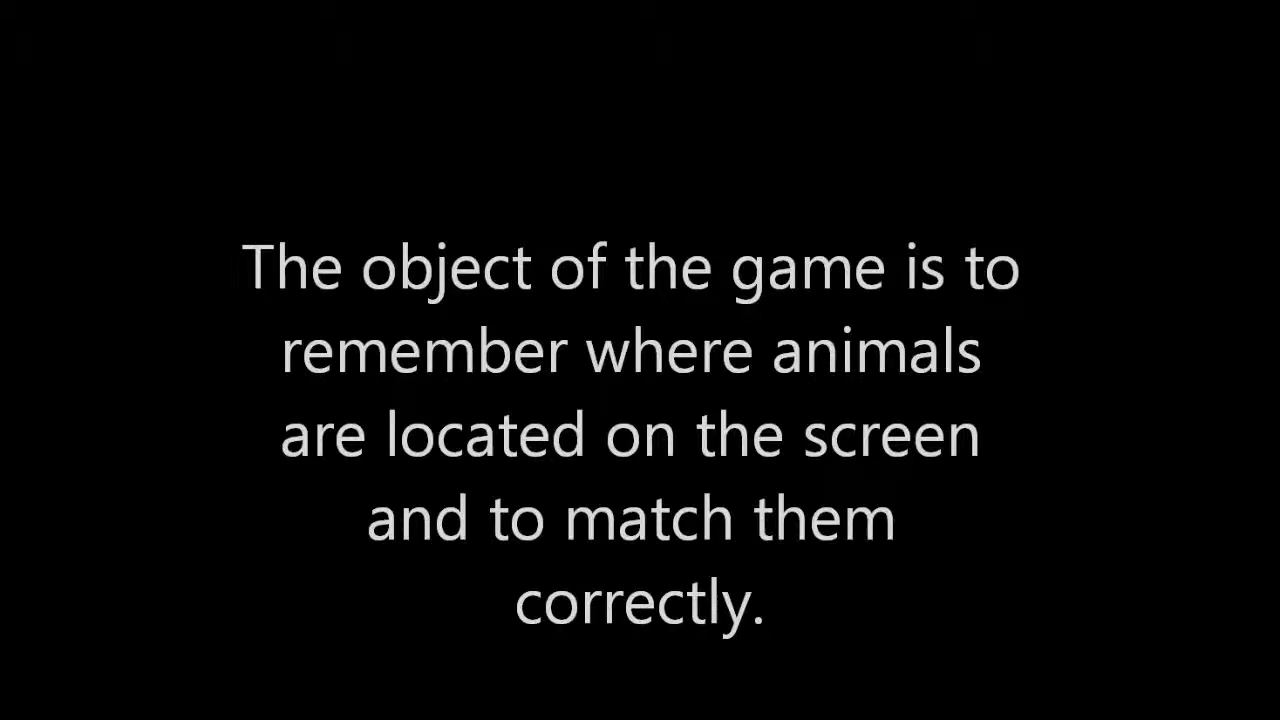 The object of the game is to
remember where animals
are located on the screen
and to match them
correctly.